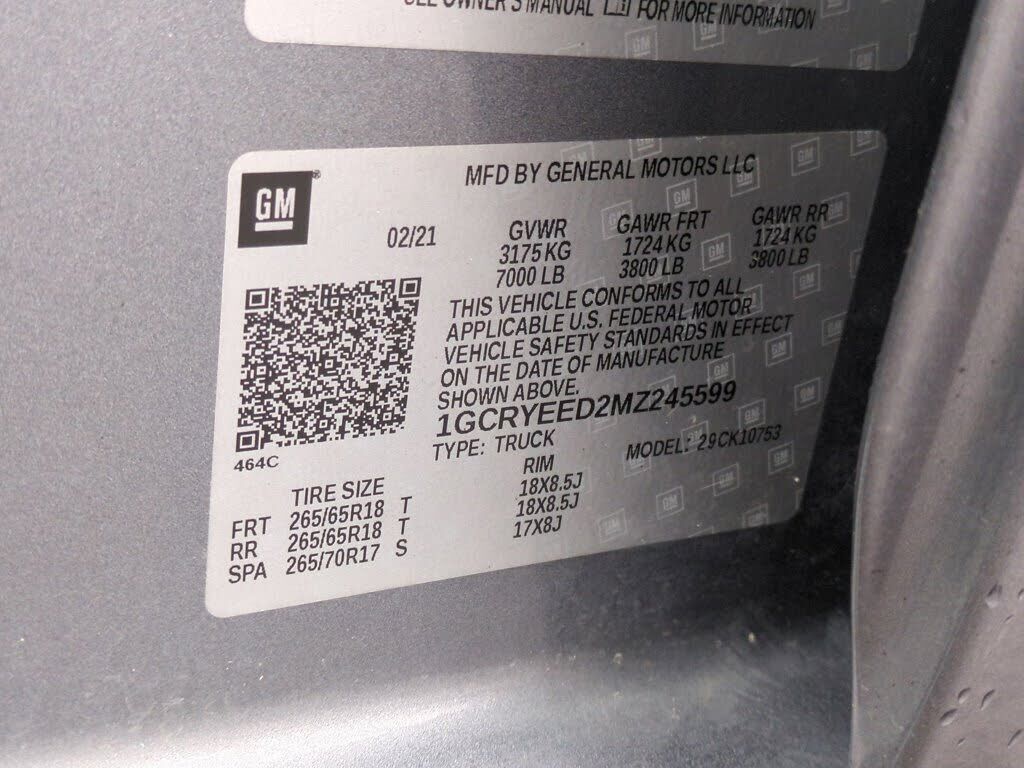 SEE OWNER'S MANUAL FOR MORE INFORMATION
GM®
MFD BY GENERAL MOTORS LLC
02/21
GVWR GAWR FRT GAWR RR
3175 KG 1724 KG 1724 KG
7000 LB 3800 LB 3800 LB
THIS VEHICLE CONFORMS TO ALL
APPLICABLE U.S. FEDERAL MOTOR
VEHICLE SAFETY STANDARDS IN EFFECT
ON THE DATE OF MANUFACTURE
SHOWN ABOVE.
1GCRYEED2MZ245599
TYPE: TRUCK MODEL: 29CK10753
464C
TIRE SIZE RIM
FRT 265/65R18 T 18X8.5J
RR 265/65R18 T 18X8.5J
SPA 265/70R17 S 17X8J